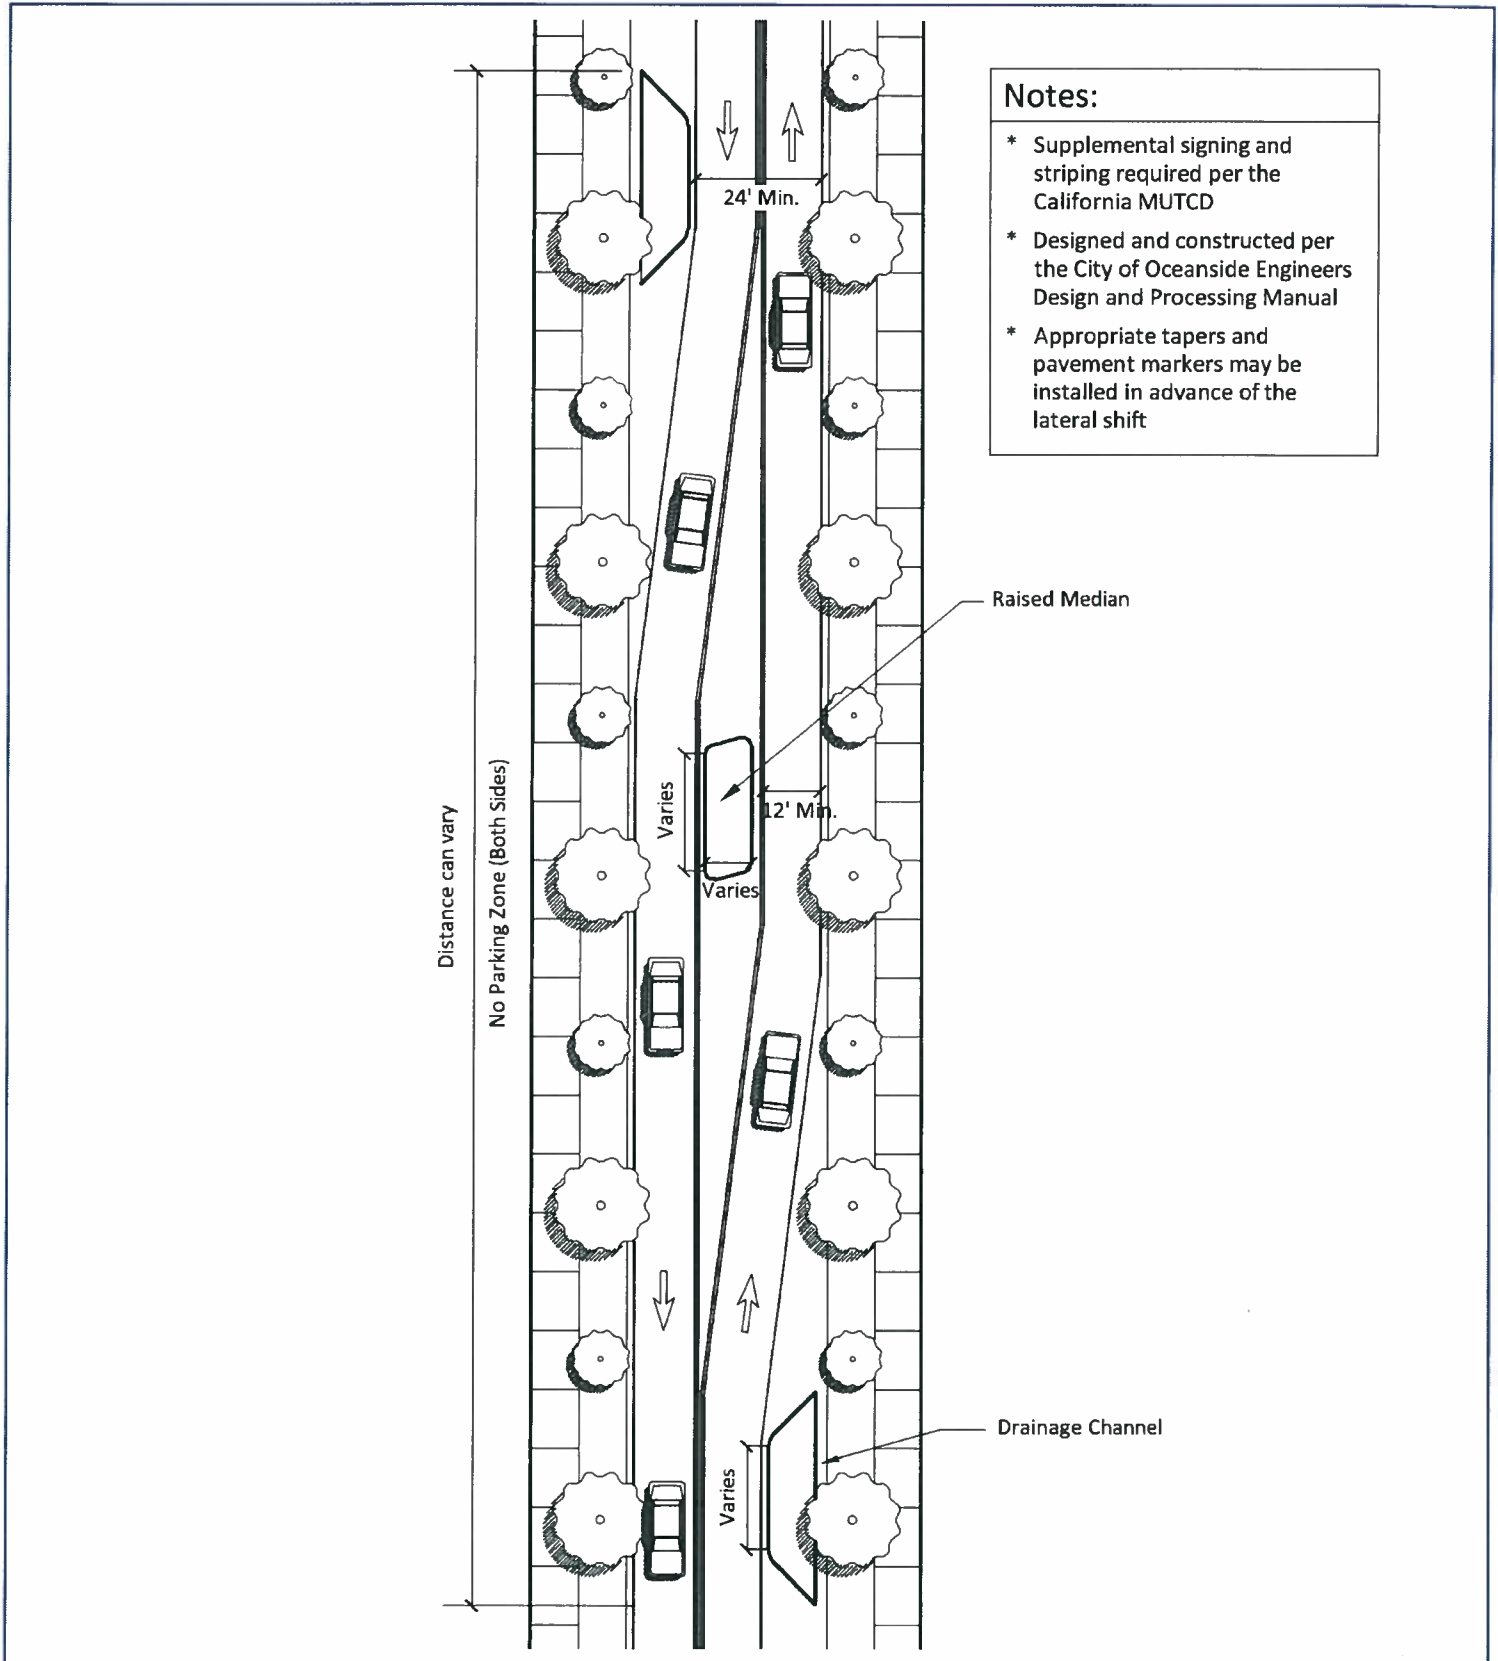 Notes:
* Supplemental signing and
striping required per the
California MUTCD
* Designed and constructed per
the City of Oceanside Engineers
Design and Processing Manual
* Appropriate tapers and
pavement markers may be
installed in advance of the
lateral shift
24' Min.
Raised Median
Varies
12' Min.
Varies
Distance can vary
No Parking Zone (Both Sides)
Drainage Channel
Varies